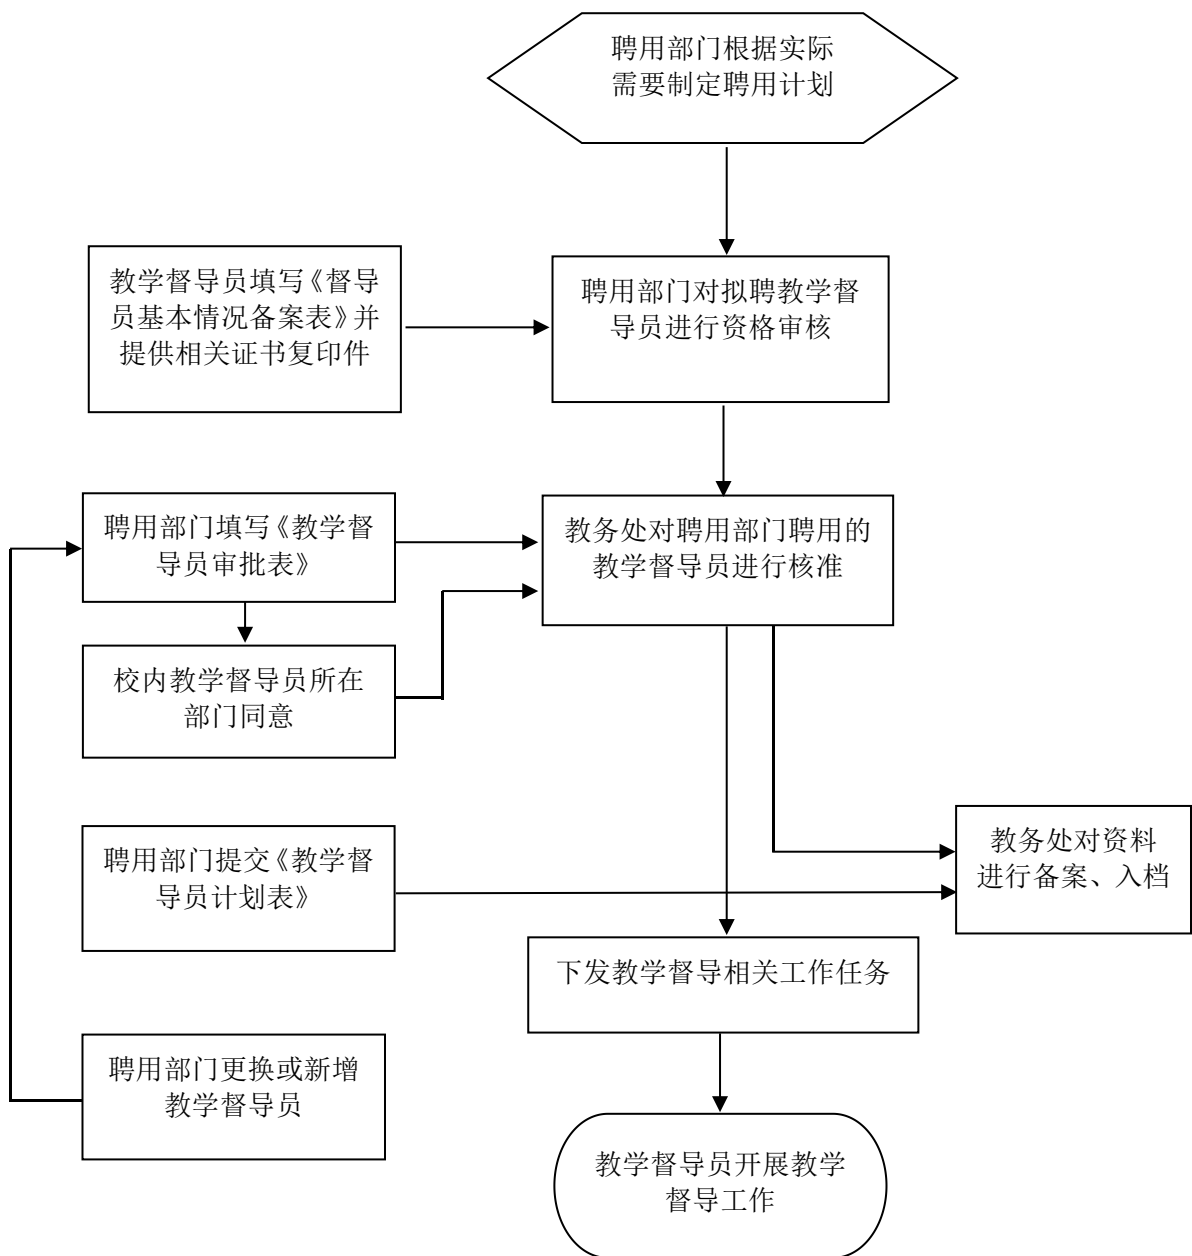 聘用部门根据实际
需要制定聘用计划
教学督导员填写《督导
员基本情况备案表》并
提供相关证书复印件
聘用部门对拟聘教学督
导员进行资格审核
聘用部门填写《教学督
导员审批表》
教务处对聘用部门聘用的
教学督导员进行核准
校内教学督导员所在
部门同意
聘用部门提交《教学督
导员计划表》
教务处对资料
进行备案、入档
下发教学督导相关工作任务
聘用部门更换或新增
教学督导员
教学督导员开展教学
督导工作